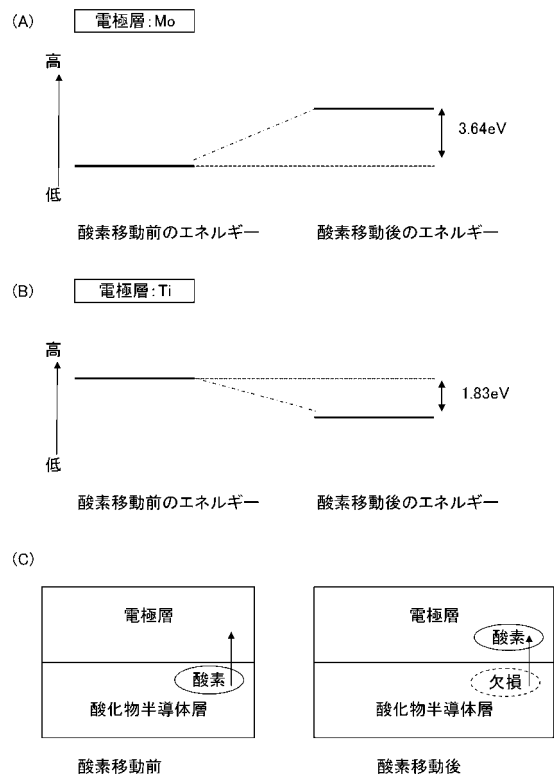 (A)
電極層:Mo
高
3.64eV
低
酸素移動前のエネルギー
酸素移動後のエネルギー
(B)
電極層:Ti
高
1.83eV
低
酸素移動前のエネルギー
酸素移動後のエネルギー
(C)
電極層
酸素
酸化物半導体層
酸素移動前
電極層
酸素
欠損
酸化物半導体層
酸素移動後